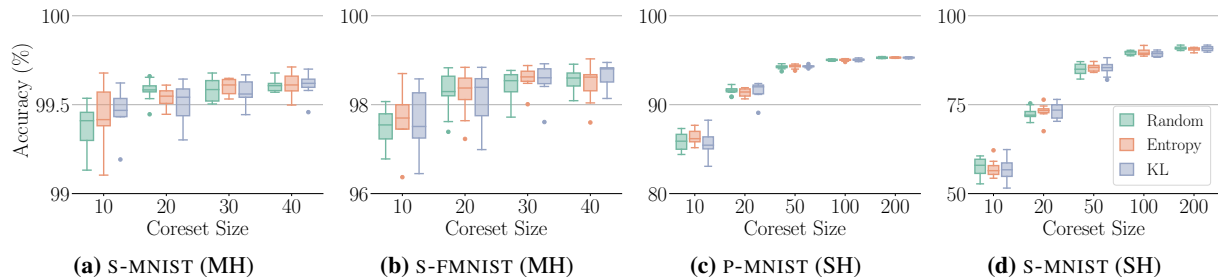 Accuracy (%)
100
99.5
99
10 20 30 40
Coreset Size
(a) S-MNIST (MH)
100
98
96
10 20 30 40
Coreset Size
(b) S-FMNIST (MH)
100
90
80
10 20 50 100 200
Coreset Size
(c) P-MNIST (SH)
100
75
50
10 20 50 100 200
Coreset Size
Random
Entropy
KL
(d) S-MNIST (SH)